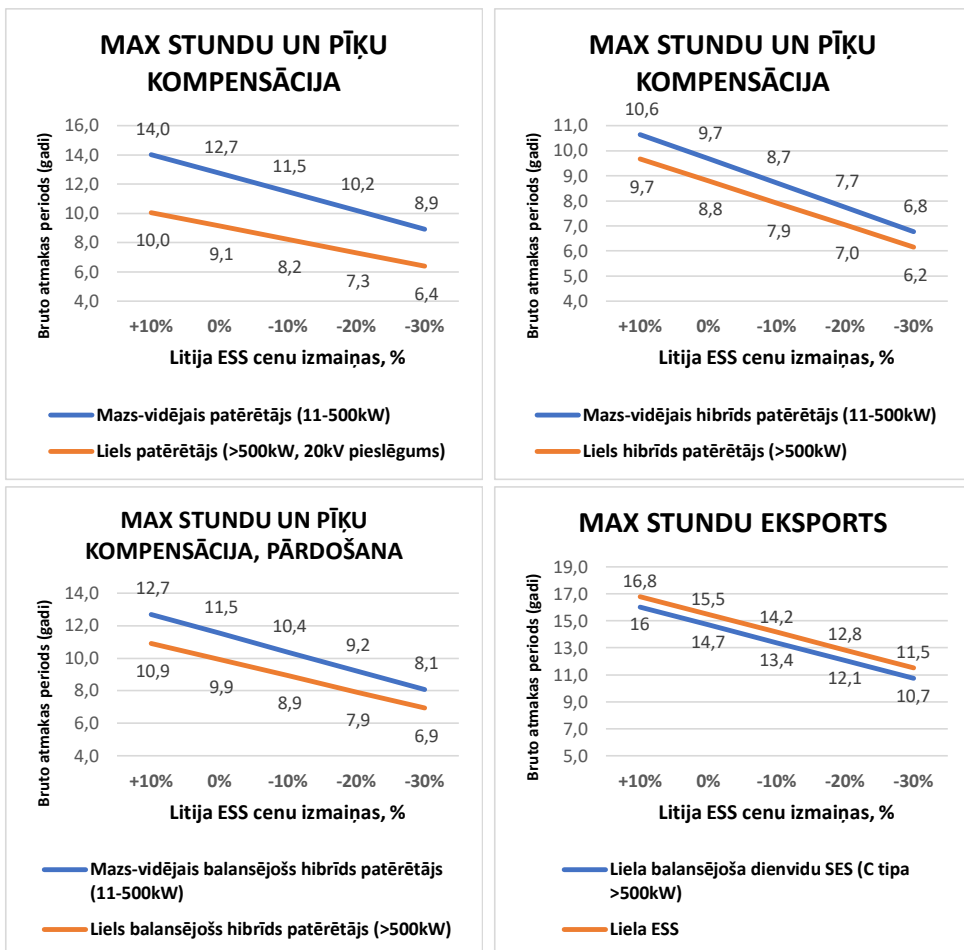 MAX STUNDU UN PĪĶU
KOMPENSĀCIJA
Bruto atmakas periods (gadi)
16,0
14,0
12,0
10,0
8,0
6,0
4,0
14,0
12,7
11,5
10,2
8,9
10,0
9,1
8,2
7,3
6,4
+10% 0% -10% -20% -30%
Litija ESS cenu izmaiņas, %
Mazs-vidējais patērētājs (11-500kW)
Liels patērētājs (>500kW, 20kV pieslēgums)
MAX STUNDU UN PĪĶU
KOMPENSĀCIJA
Bruto atmakas periods (gadi)
11,0
10,0
9,0
8,0
7,0
6,0
5,0
4,0
10,6
9,7
8,7
7,7
6,8
9,7
8,8
7,9
7,0
6,2
+10% 0% -10% -20% -30%
Litija ESS cenu izmaiņas, %
Mazs-vidējais hibrīds patērētājs (11-500kW)
Liels hibrīds patērētājs (>500kW)
MAX STUNDU UN PĪĶU
KOMPENSĀCIJA, PĀRDOŠANA
Bruto atmakas periods (gadi)
14,0
12,0
10,0
8,0
6,0
4,0
12,7
11,5
10,4
9,2
8,1
10,9
9,9
8,9
7,9
6,9
+10% 0% -10% -20% -30%
Litija ESS cenu izmaiņas, %
Mazs-vidējais balansējošs hibrīds patērētājs
(11-500kW)
Liels balansējošs hibrīds patērētājs (>500kW)
MAX STUNDU EKSPORTS
Bruto atmakas periods (gadi)
19,0
17,0
15,0
13,0
11,0
9,0
7,0
5,0
16,8
15,5
14,2
12,8
11,5
16
14,7
13,4
12,1
10,7
+10% 0% -10% -20% -30%
Litija ESS cenu izmaiņas, %
Liela balansējoša dienvidu SES (C tipa
>500kW)
Liela ESS